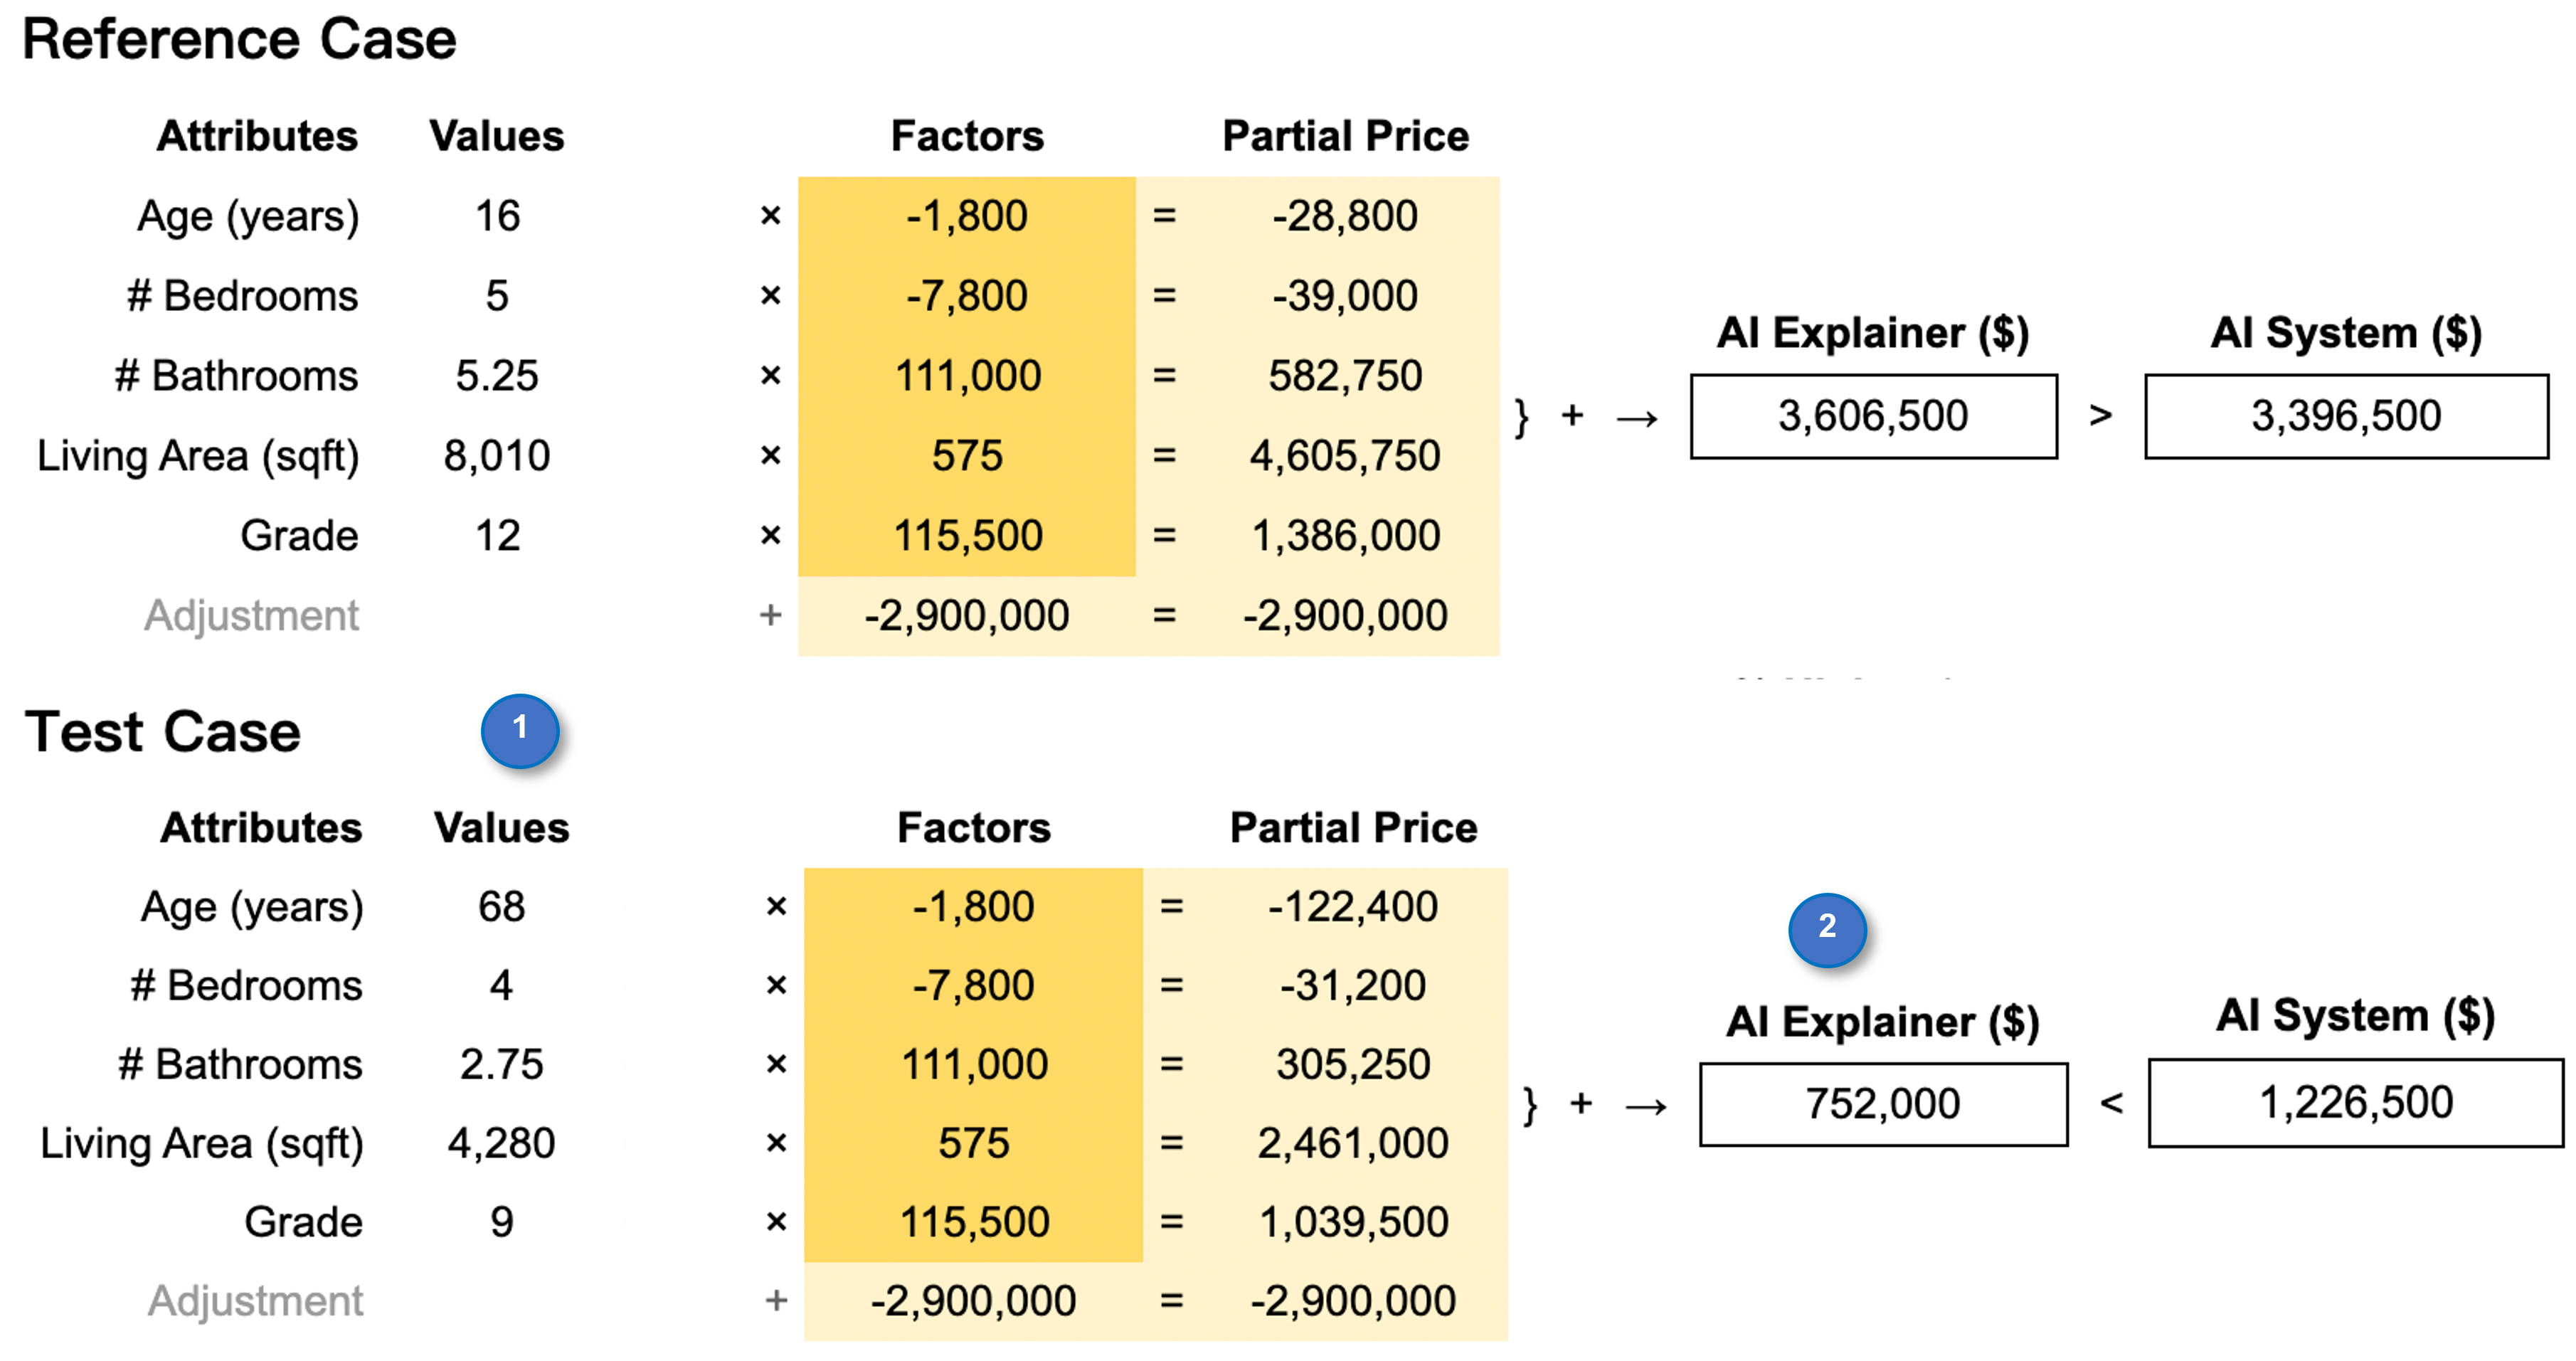 Reference Case
Attributes Values Factors Partial Price
Age (years) 16 × -1,800 = -28,800
# Bedrooms 5 × -7,800 = -39,000
AI Explainer ($) AI System ($)
# Bathrooms 5.25 × 111,000 = 582,750
} + → 3,606,500 > 3,396,500
Living Area (sqft) 8,010 × 575 = 4,605,750
Grade 12 × 115,500 = 1,386,000
Adjustment + -2,900,000 = -2,900,000
Test Case 1
Attributes Values Factors Partial Price
Age (years) 68 × -1,800 = -122,400
2
# Bedrooms 4 × -7,800 = -31,200
AI Explainer ($) AI System ($)
# Bathrooms 2.75 × 111,000 = 305,250
} + → 752,000 < 1,226,500
Living Area (sqft) 4,280 × 575 = 2,461,000
Grade 9 × 115,500 = 1,039,500
Adjustment + -2,900,000 = -2,900,000